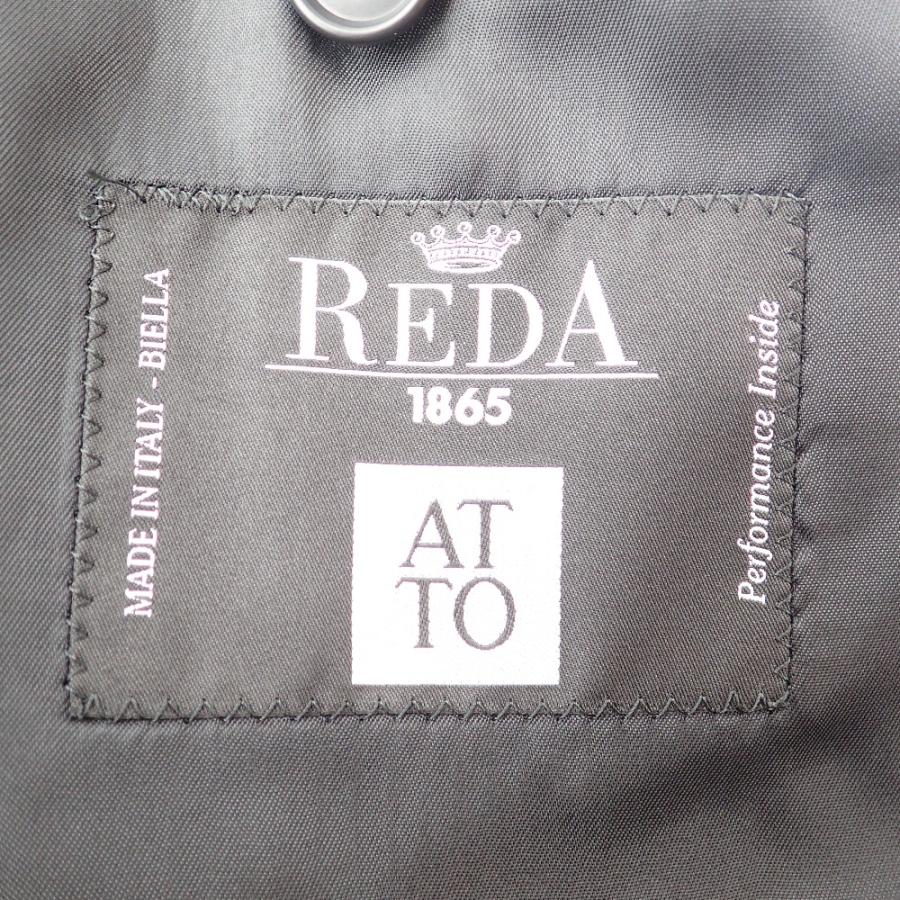 REDA
1865
AT
TO
MADE IN ITALY - BIELLA
Performance Inside